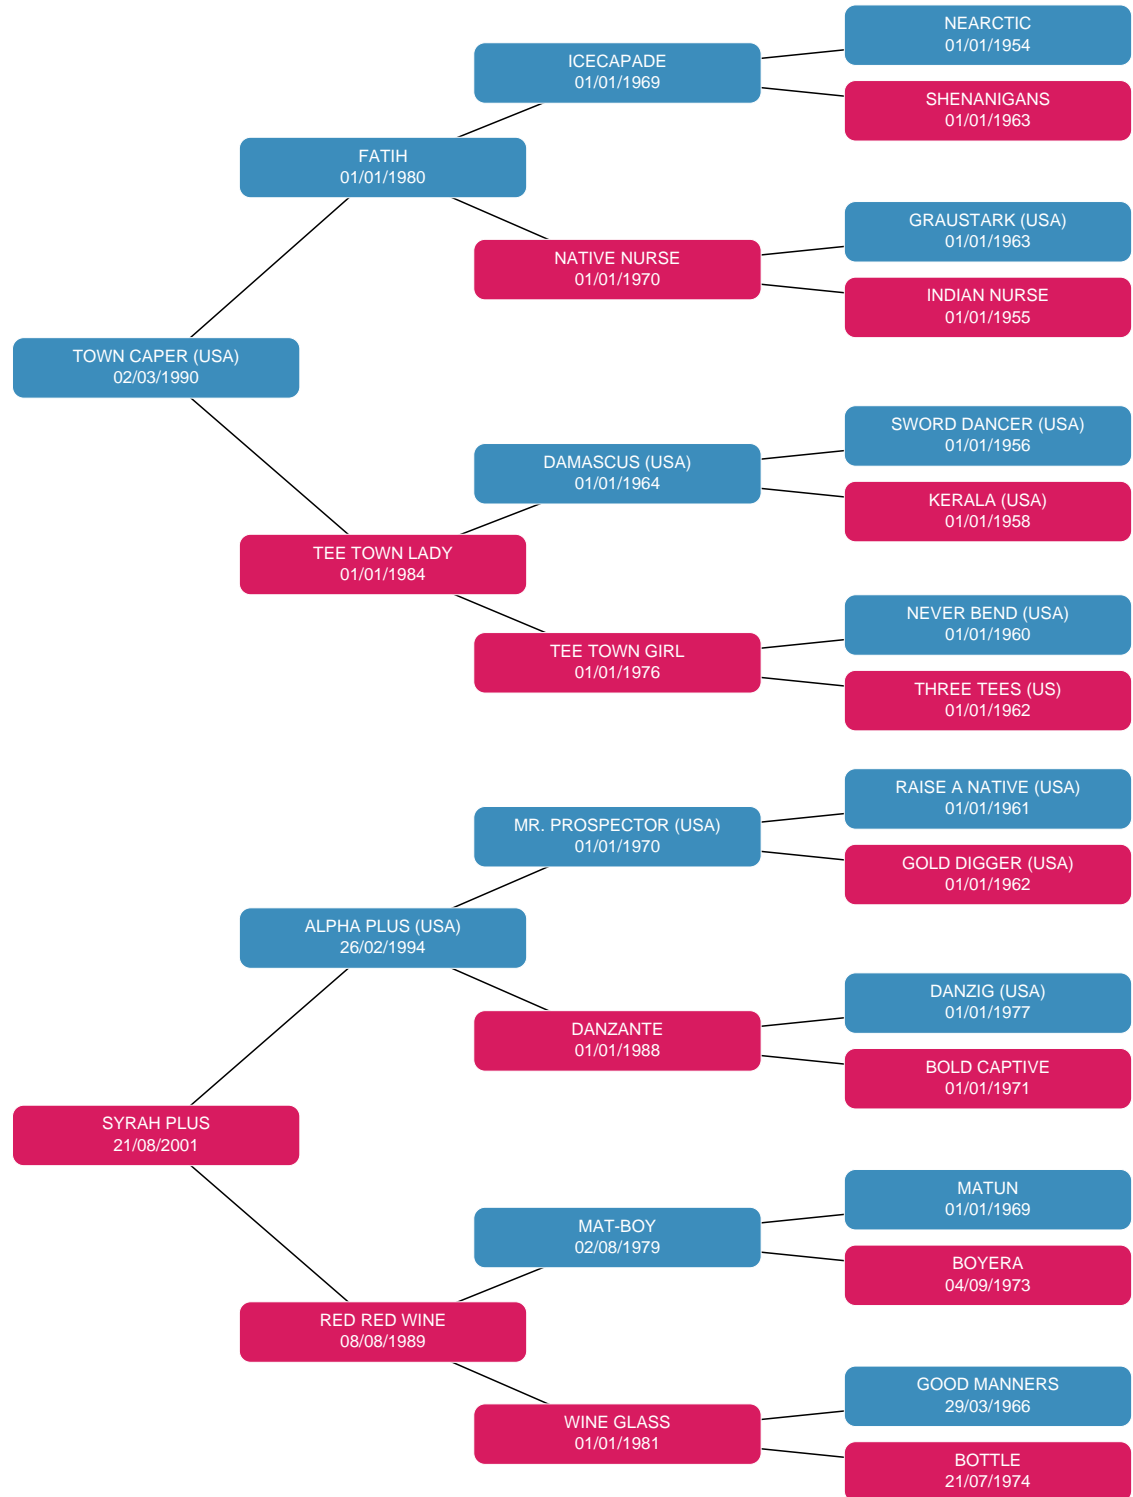 NEARCTIC
01/01/1954
ICECAPADE
01/01/1969
SHENANIGANS
01/01/1963
FATIH
01/01/1980
GRAUSTARK (USA)
01/01/1963
NATIVE NURSE
01/01/1970
INDIAN NURSE
01/01/1955
TOWN CAPER (USA)
02/03/1990
SWORD DANCER (USA)
01/01/1956
DAMASCUS (USA)
01/01/1964
KERALA (USA)
01/01/1958
TEE TOWN LADY
01/01/1984
NEVER BEND (USA)
01/01/1960
TEE TOWN GIRL
01/01/1976
THREE TEES (US)
01/01/1962
RAISE A NATIVE (USA)
01/01/1961
MR. PROSPECTOR (USA)
01/01/1970
GOLD DIGGER (USA)
01/01/1962
ALPHA PLUS (USA)
26/02/1994
DANZIG (USA)
01/01/1977
DANZANTE
01/01/1988
BOLD CAPTIVE
01/01/1971
SYRAH PLUS
21/08/2001
MATUN
01/01/1969
MAT-BOY
02/08/1979
BOYERA
04/09/1973
RED RED WINE
08/08/1989
GOOD MANNERS
29/03/1966
WINE GLASS
01/01/1981
BOTTLE
21/07/1974